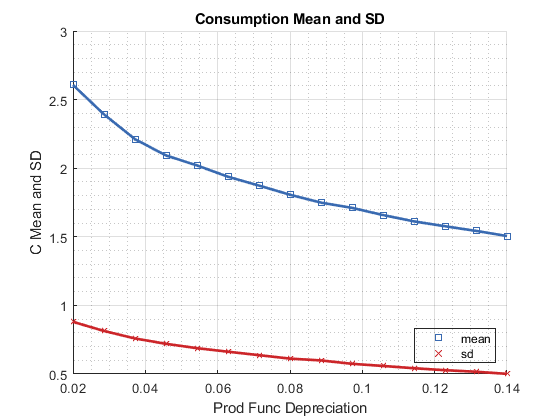 Consumption Mean and SD
C Mean and SD
3
2.5
2
1.5
1
0.5
mean
sd
0.02
0.04
0.06
0.08
0.1
0.12
0.14
Prod Func Depreciation